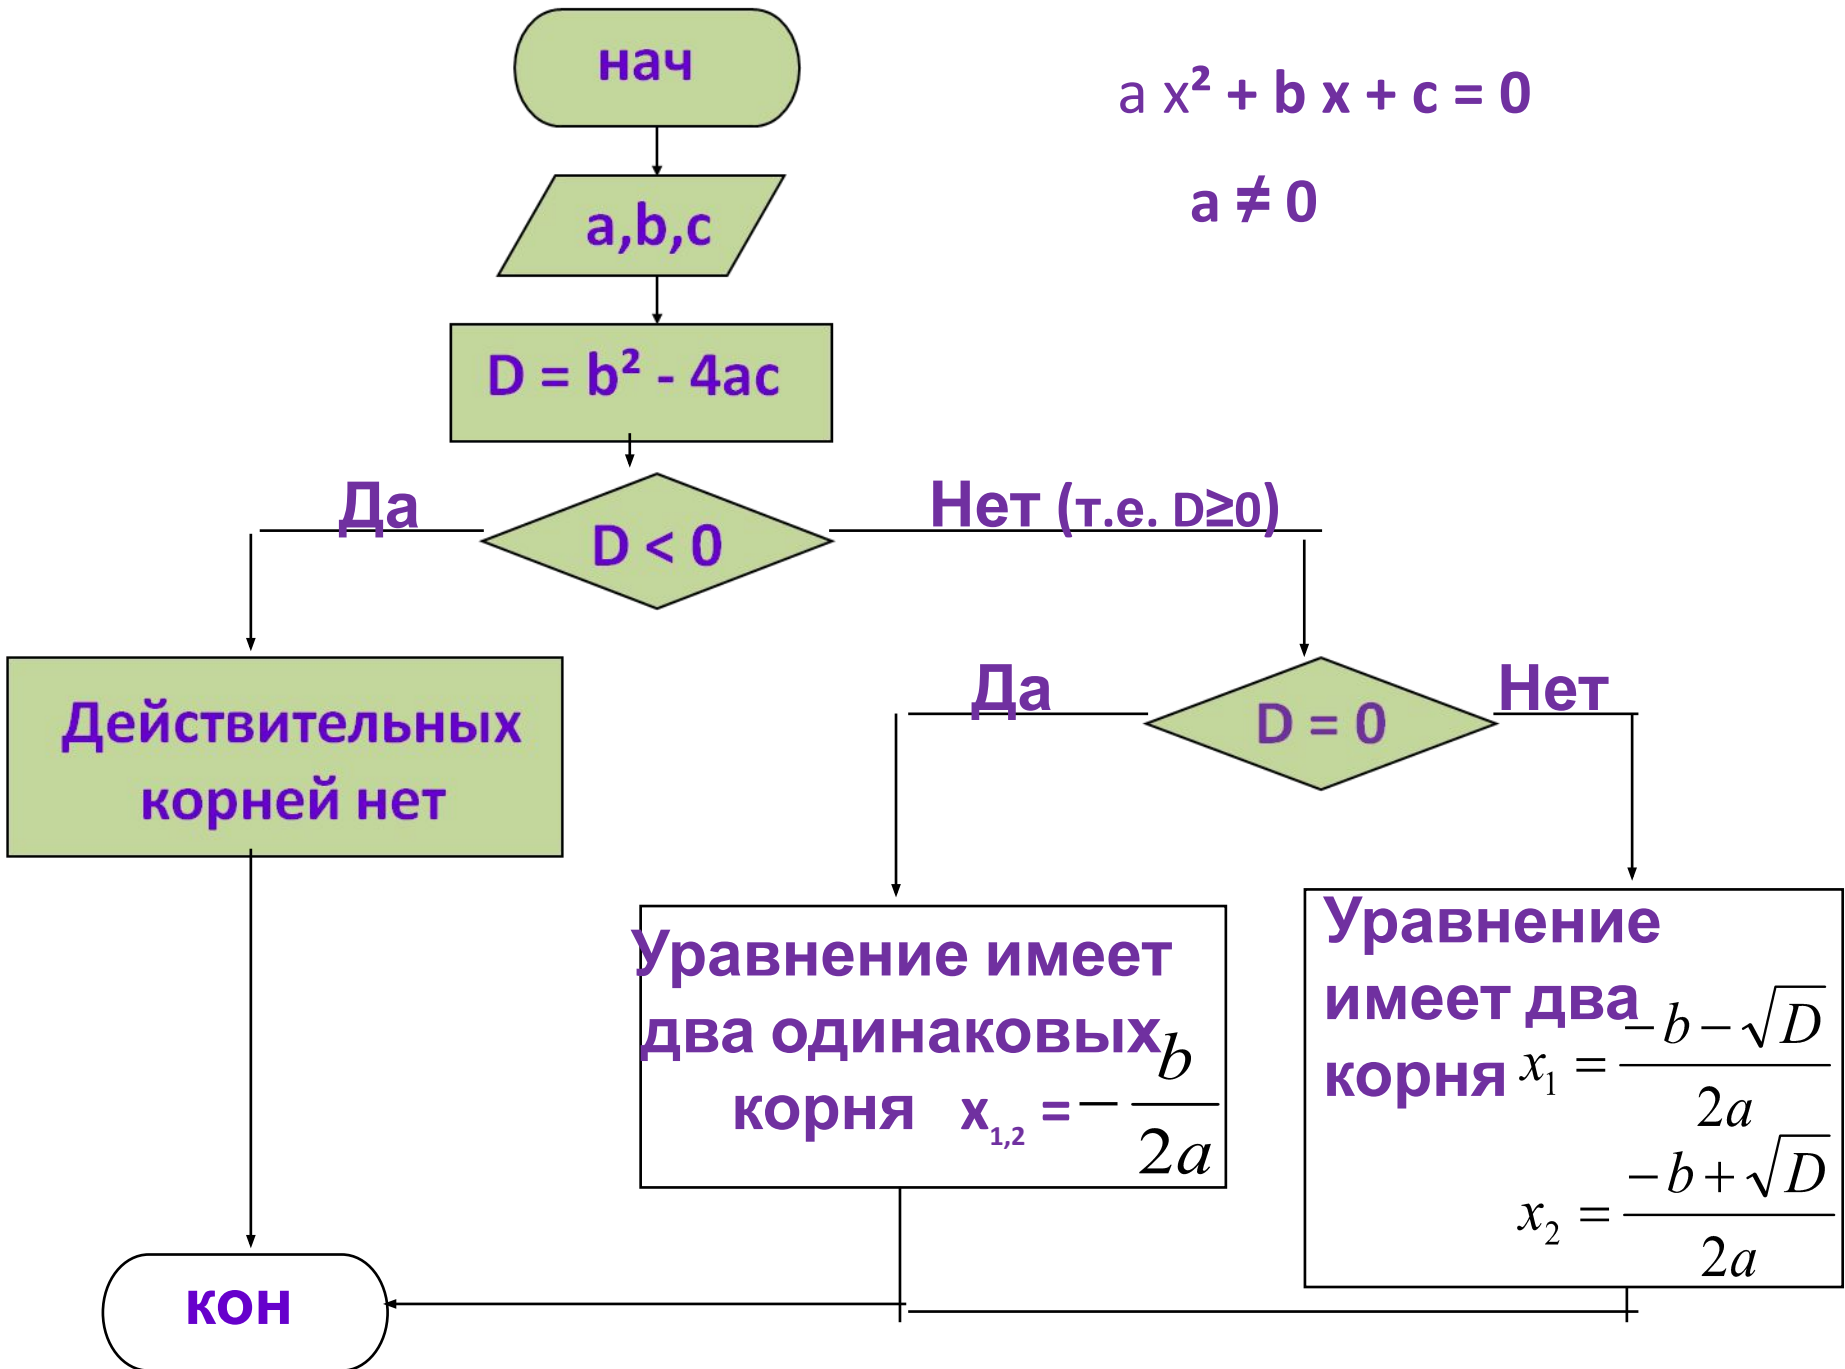 нач
a x² + b x + c = 0
a ≠ 0
a,b,c
D = b² - 4ac
Да
D < 0
Нет (т.е. D≥0)
Действительных
корней нет
Да
D = 0
Нет
Уравнение имеет
два одинаковых
корня x₁,₂ = − b / 2a
Уравнение
имеет два
корня x₁ = −b − √D / 2a
x₂ = −b + √D / 2a
кон